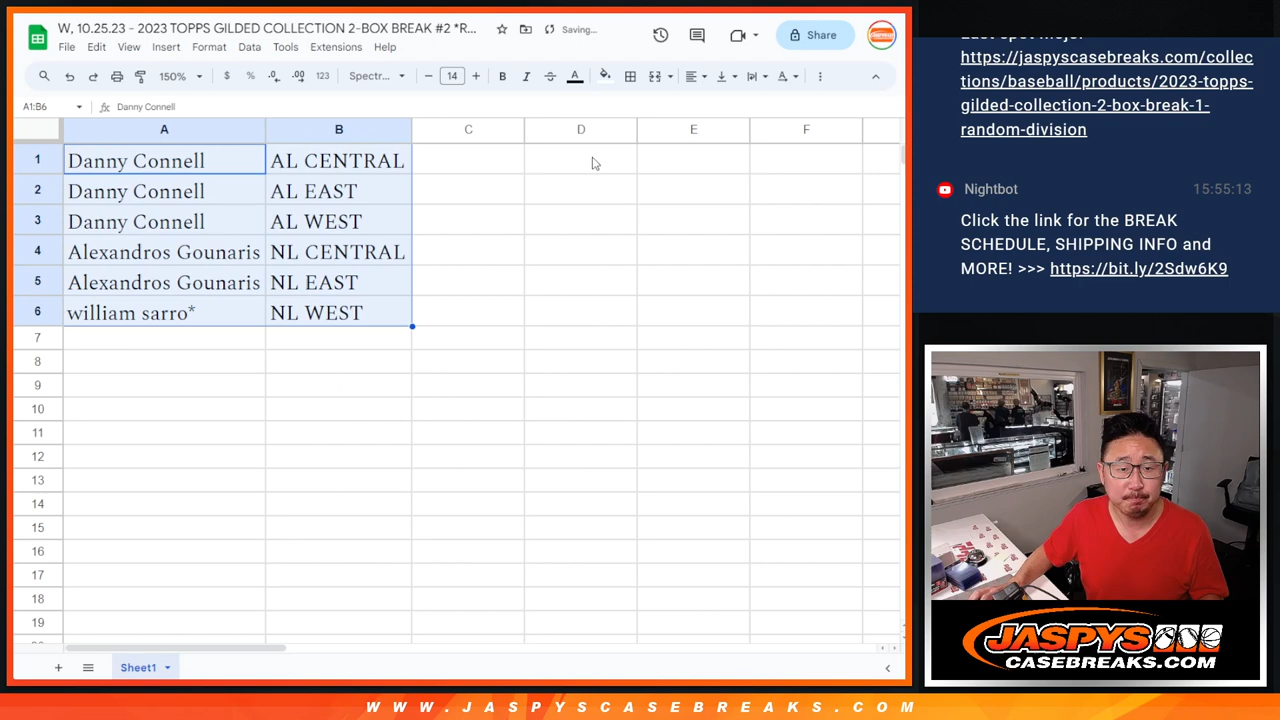 W, 10.25.23 - 2023 TOPPS GILDED COLLECTION 2-BOX BREAK #2 *R...
Saving...
File Edit View Insert Format Data Tools Extensions Help
Share
150% $ % .0 .00 123 Spectr... 14 B I A
A1:B6 fx Danny Connell
A B C D E F
1 Danny Connell AL CENTRAL
2 Danny Connell AL EAST
3 Danny Connell AL WEST
4 Alexandros Gounaris NL CENTRAL
5 Alexandros Gounaris NL EAST
6 william sarro* NL WEST
7
8
9
10
11
12
13
14
15
16
17
18
19
Sheet1
https://jaspyscasebreaks.com/collec
tions/baseball/products/2023-topps-
gilded-collection-2-box-break-1-
random-division
Nightbot 15:55:13
Click the link for the BREAK
SCHEDULE, SHIPPING INFO and
MORE! >>> https://bit.ly/2Sdw6K9
JASPYS
CASEBREAKS.COM
WWW.JASPYSCASEBREAKS.COM